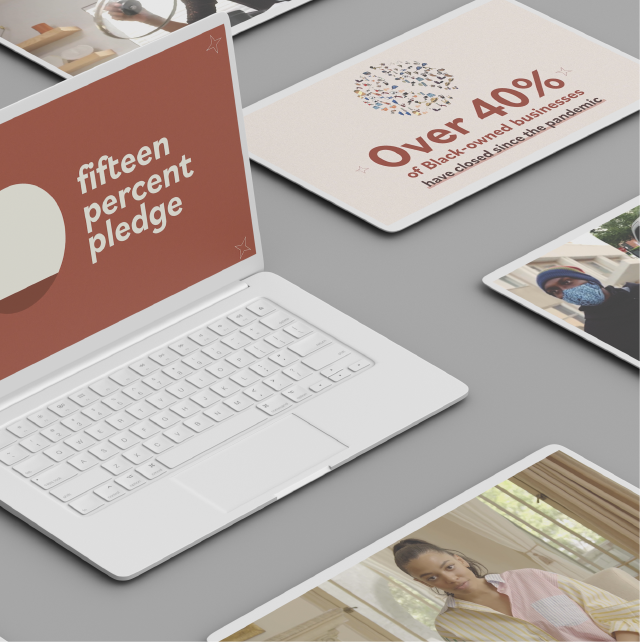 fifteen
percent
pledge
Over 40%
of Black-owned businesses
have closed since the pandemic